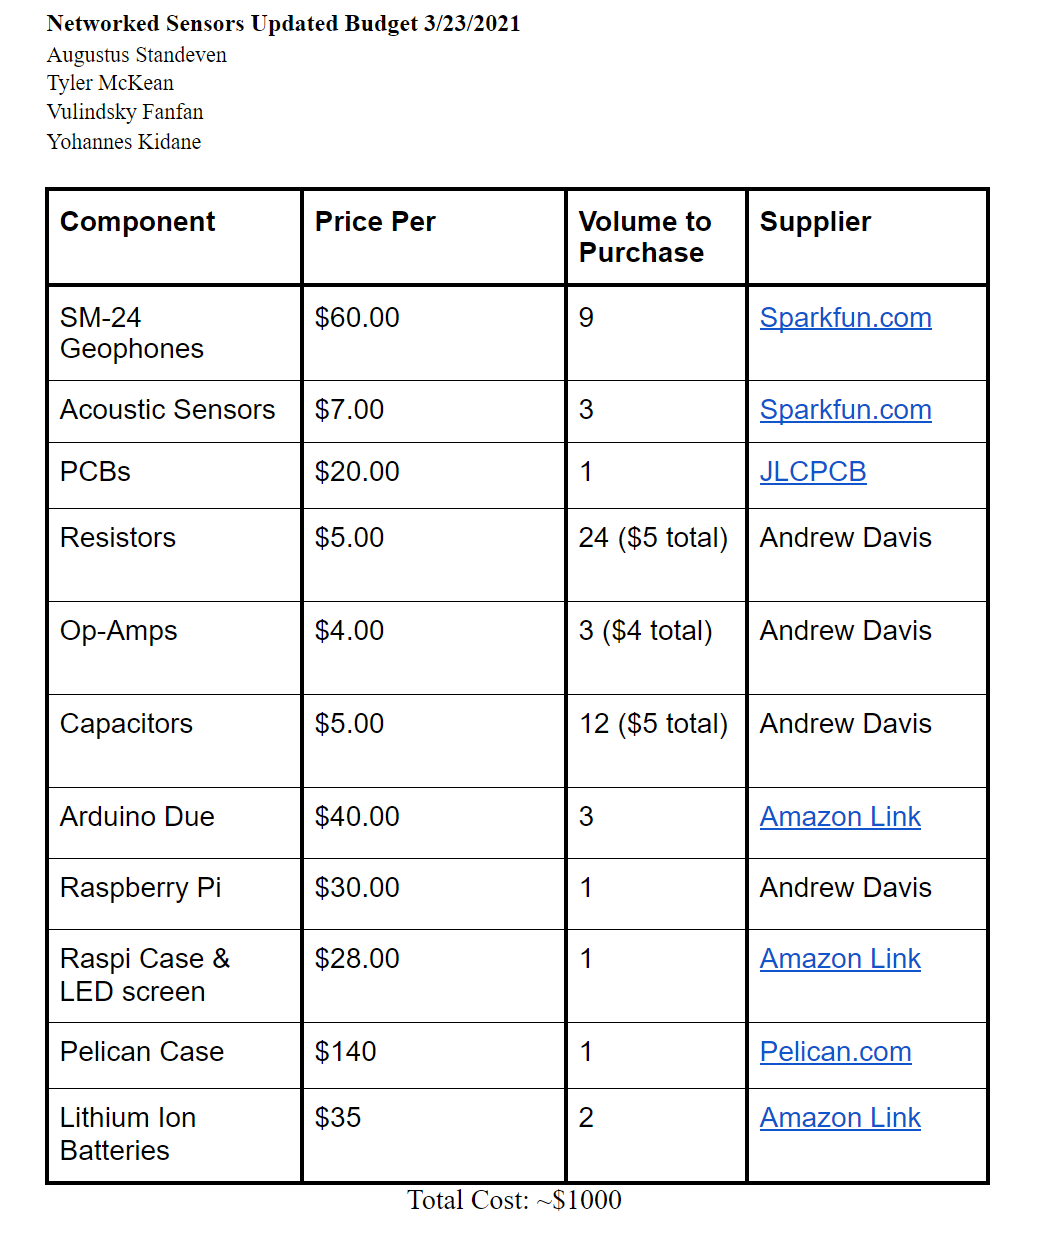 Networked Sensors Updated Budget 3/23/2021
Augustus Standeven
Tyler McKean
Vulindsky Fanfan
Yohannes Kidane
Component Price Per Volume to Purchase Supplier
SM-24 Geophones $60.00 9 Sparkfun.com
Acoustic Sensors $7.00 3 Sparkfun.com
PCBs $20.00 1 JLCPCB
Resistors $5.00 24 ($5 total) Andrew Davis
Op-Amps $4.00 3 ($4 total) Andrew Davis
Capacitors $5.00 12 ($5 total) Andrew Davis
Arduino Due $40.00 3 Amazon Link
Raspberry Pi $30.00 1 Andrew Davis
Raspi Case & LED screen $28.00 1 Amazon Link
Pelican Case $140 1 Pelican.com
Lithium Ion Batteries $35 2 Amazon Link
Total Cost: ~$1000